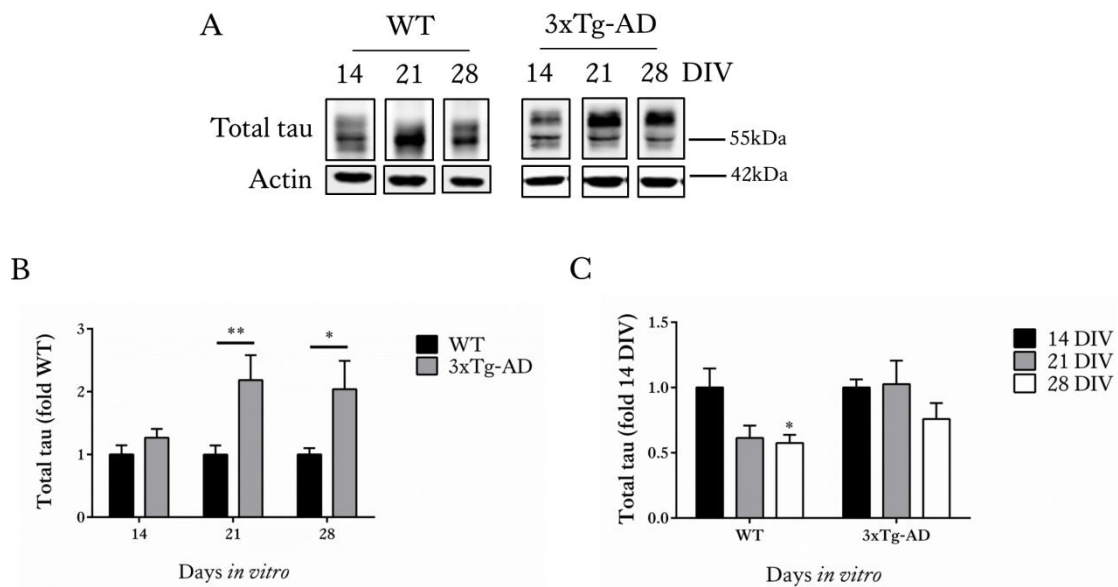 A
WT
3xTg-AD
14 21 28
14 21 28 DIV
Total tau
55kDa
Actin
42kDa
B
C
Total tau (fold WT)
3
2
1
0
**
*
WT
3xTg-AD
14 21 28
Days in vitro
Total tau (fold 14 DIV)
1.5
1.0
0.5
0.0
*
14 DIV
21 DIV
28 DIV
WT 3xTg-AD
Days in vitro